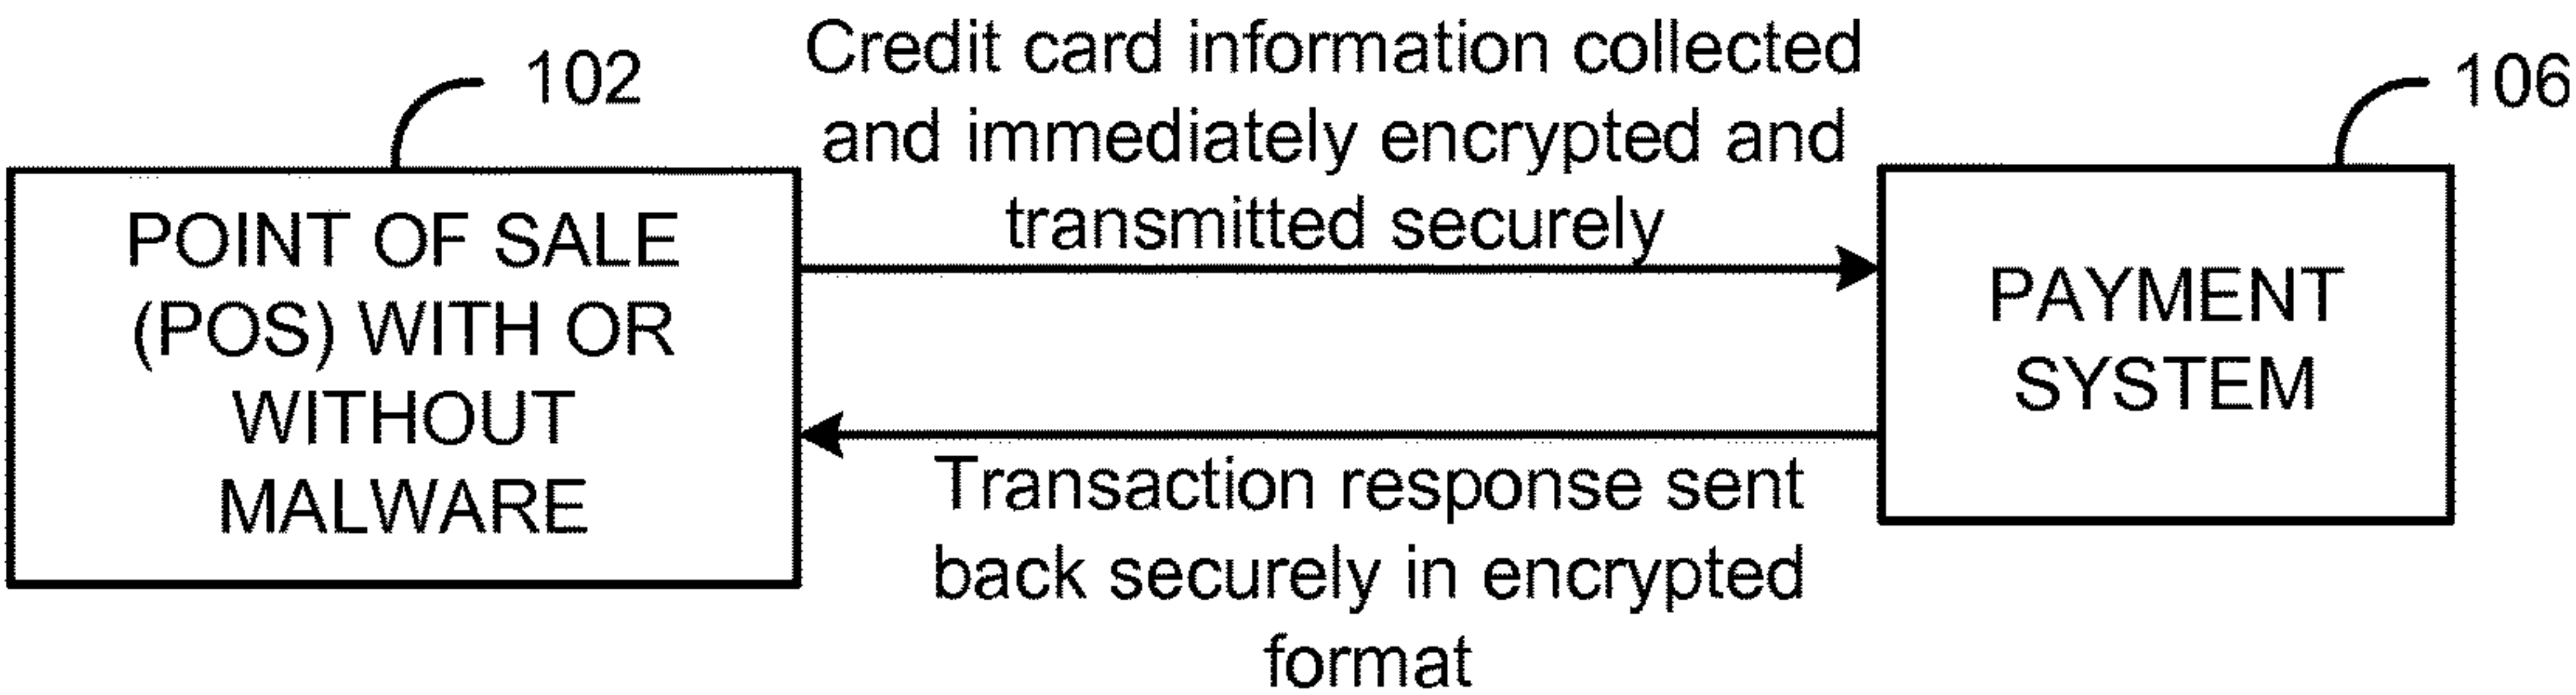 102
Credit card information collected
and immediately encrypted and
transmitted securely
106
POINT OF SALE
(POS) WITH OR
WITHOUT
MALWARE
PAYMENT
SYSTEM
Transaction response sent
back securely in encrypted
format